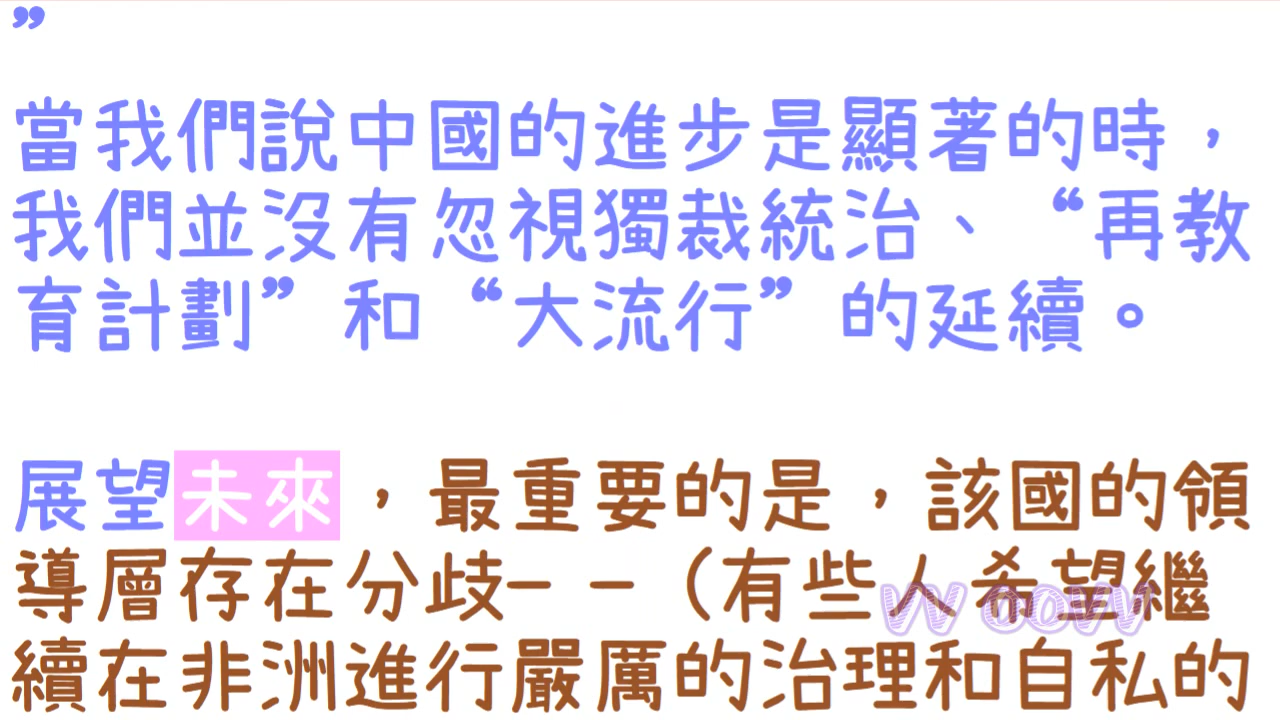 ”
當我們說中國的進步是顯著的時，
我們並沒有忽視獨裁統治、“再教
育計劃”和“大流行”的延續。
展望未來，最重要的是，該國的領
導層存在分歧——（有些人希望繼
續在非洲進行嚴厲的治理和自私的
vv oovv